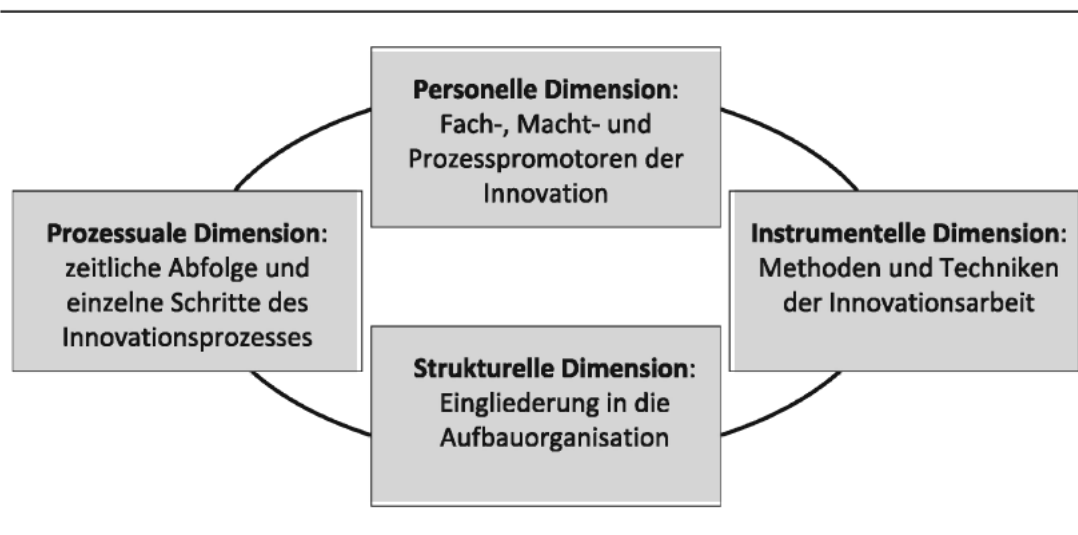 Personelle Dimension:
Fach-, Macht- und
Prozesspromotoren der
Innovation
Prozessuale Dimension:
zeitliche Abfolge und
einzelne Schritte des
Innovationsprozesses
Instrumentelle Dimension:
Methoden und Techniken
der Innovationsarbeit
Strukturelle Dimension:
Eingliederung in die
Aufbauorganisation